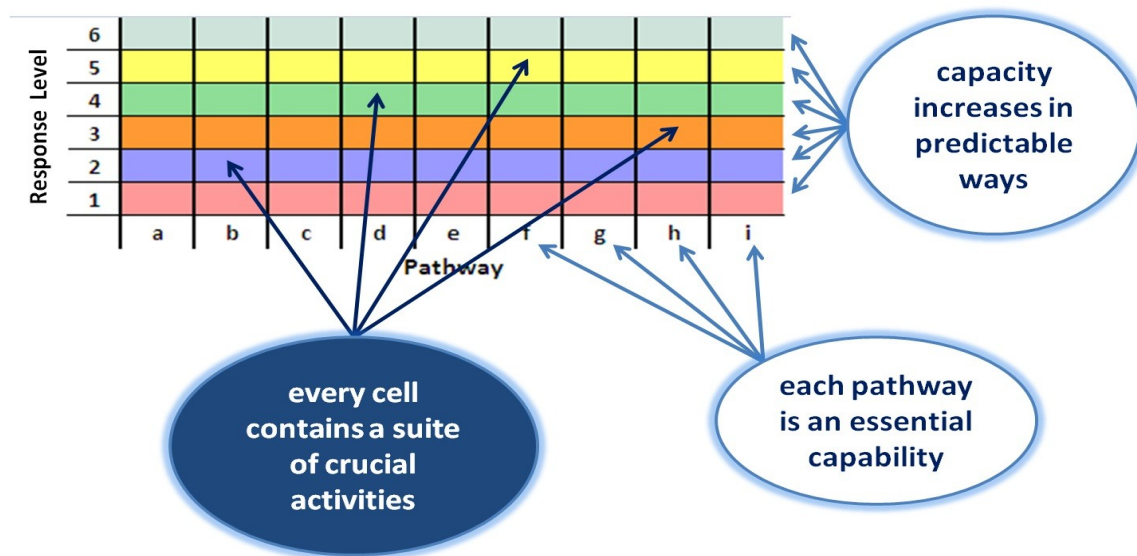 Response Level
6
5
4
3
2
1
a b c d e f g h i
Pathway
capacity
increases in
predictable
ways
every cell
contains a suite
of crucial
activities
each pathway
is an essential
capability